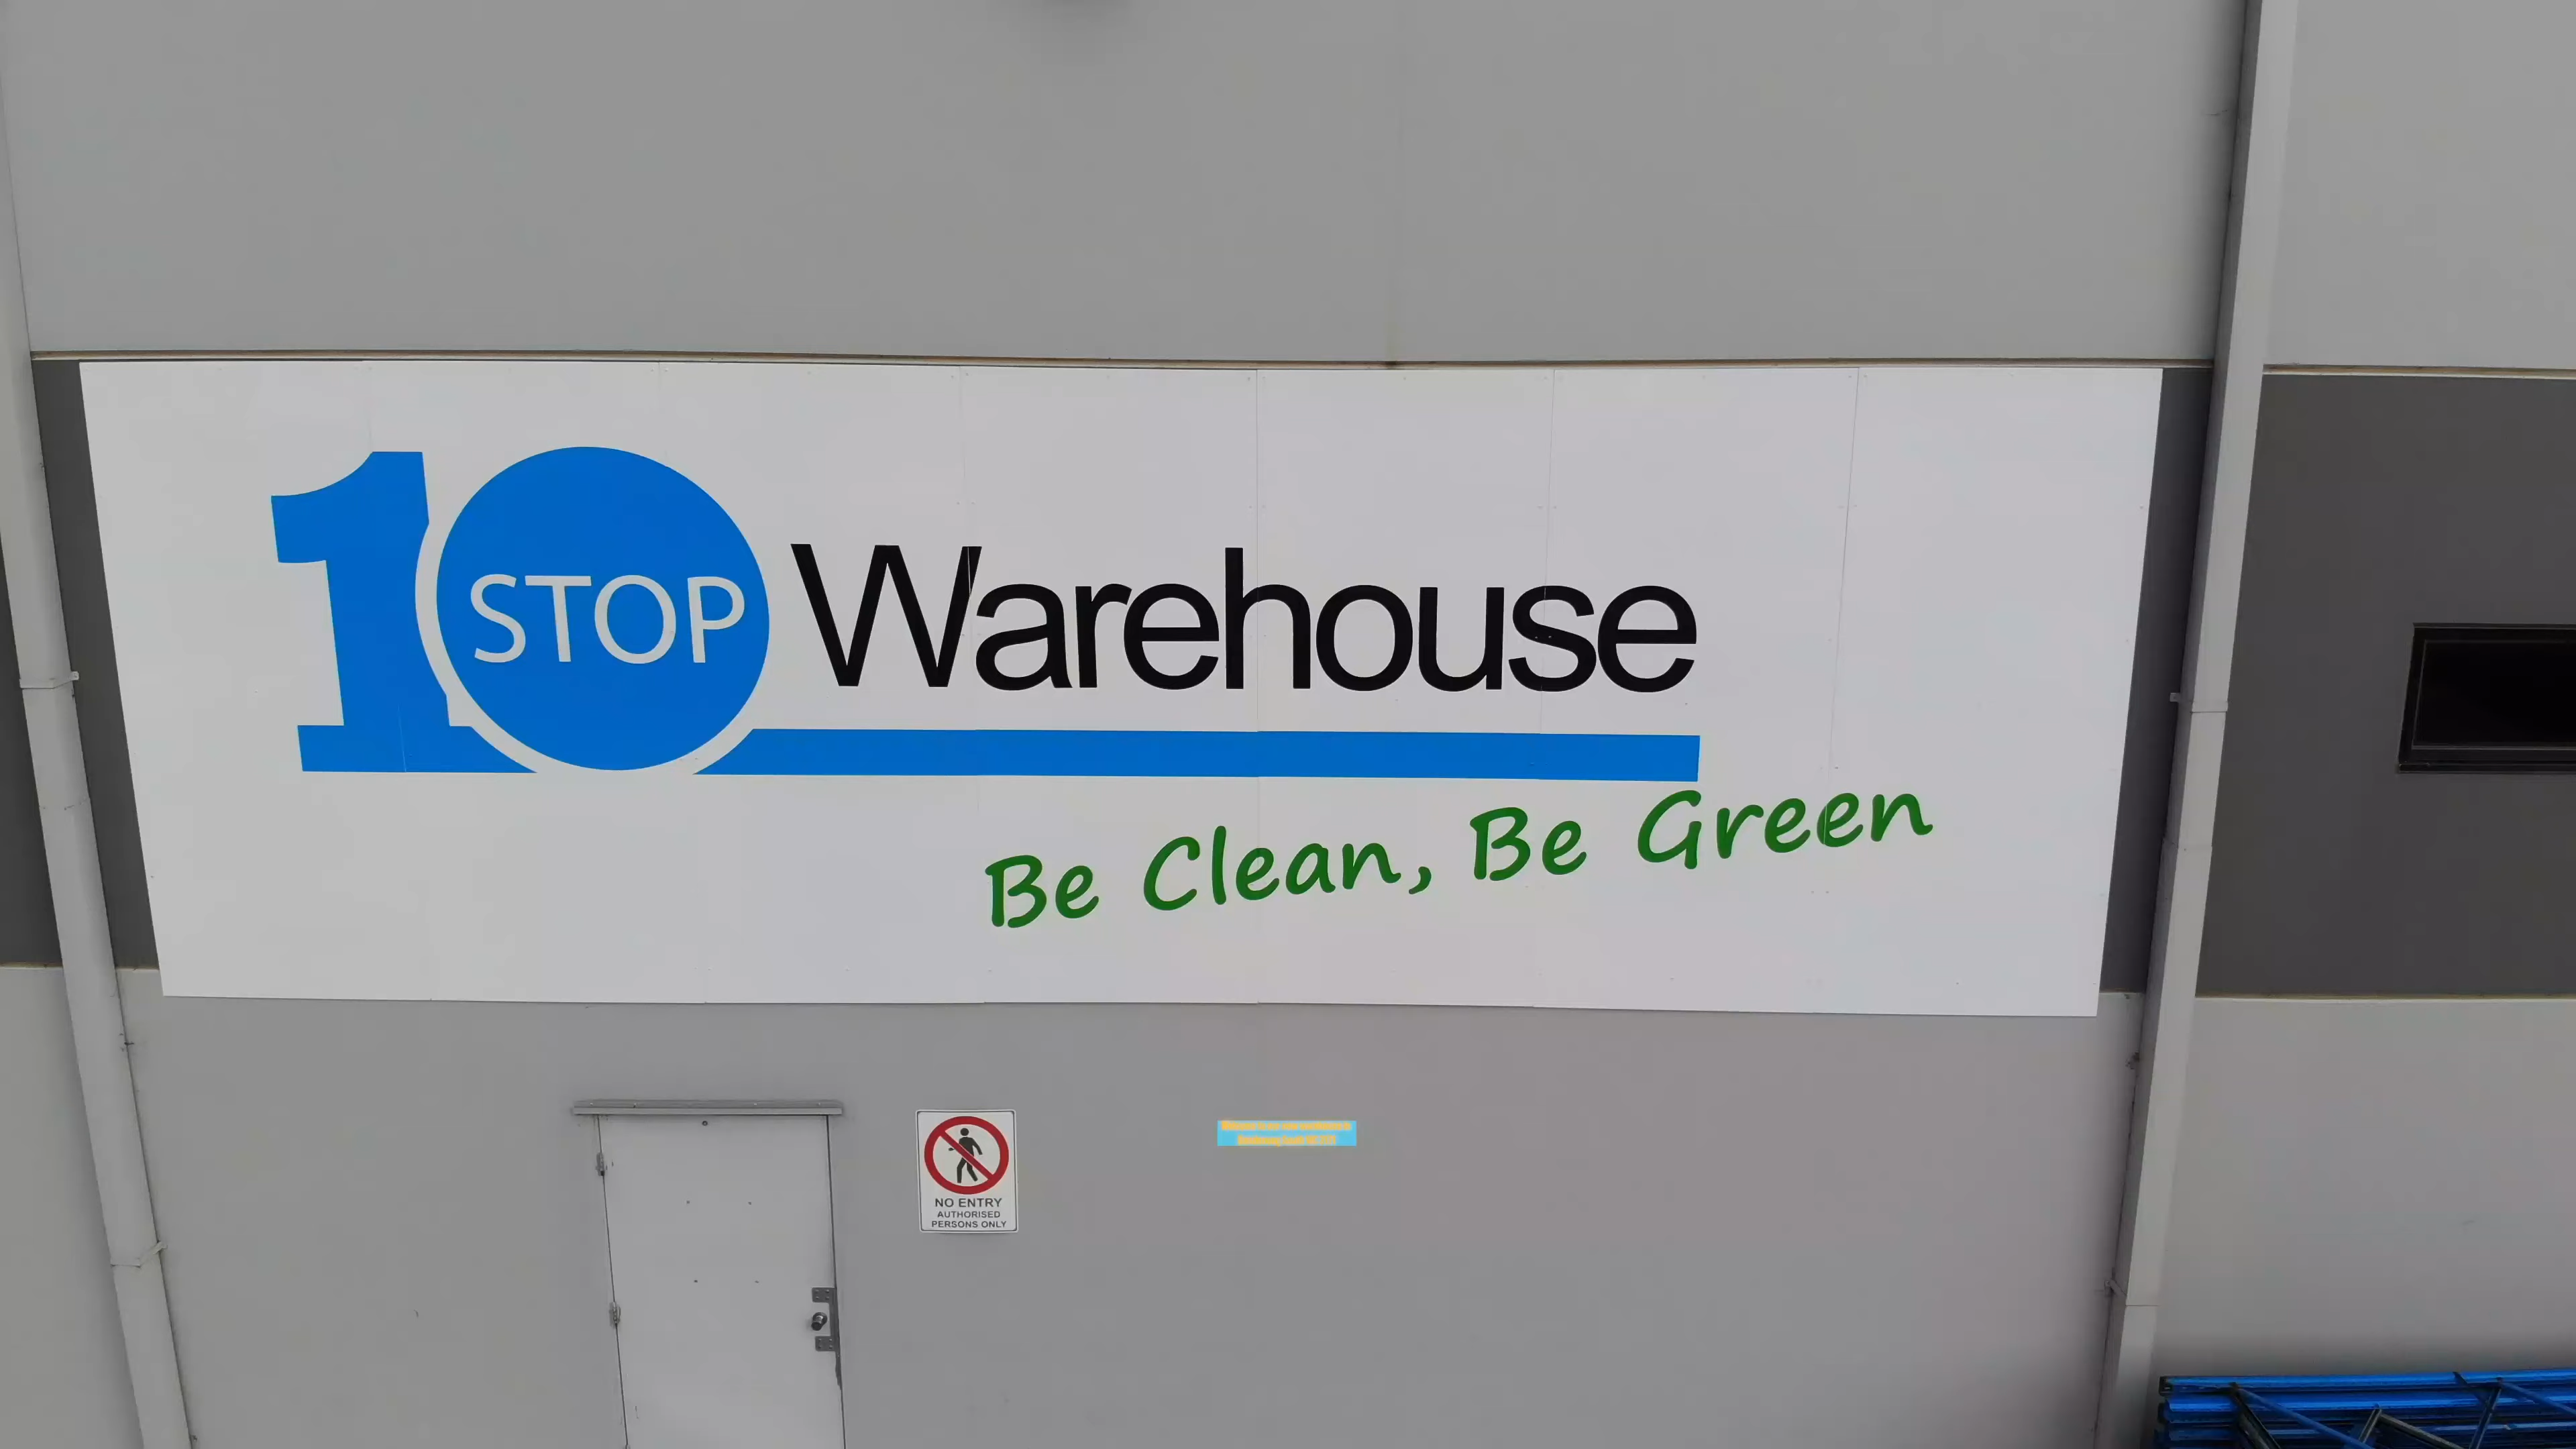 1 STOP Warehouse
Be Clean, Be Green
NO ENTRY
AUTHORISED
PERSONS ONLY